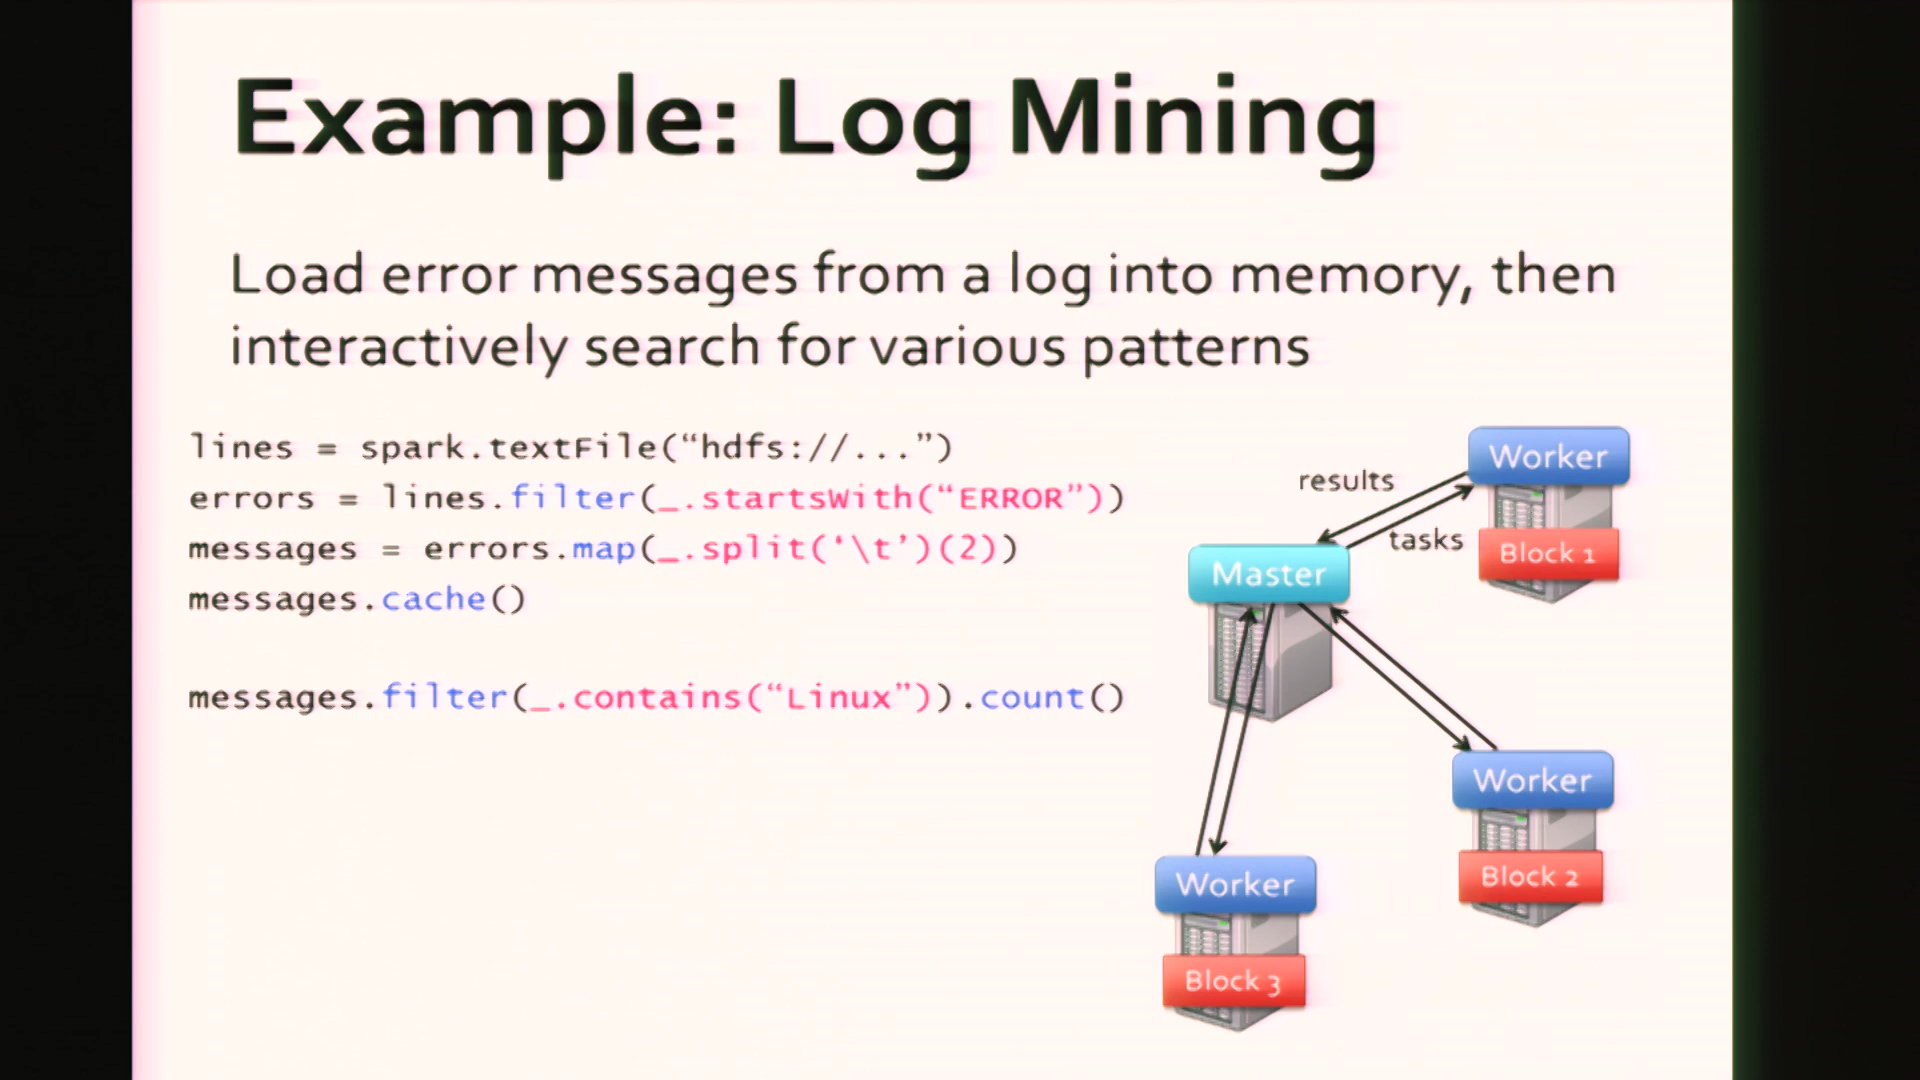 Example: Log Mining
Load error messages from a log into memory, then
interactively search for various patterns
lines = spark.textFile(“hdfs://...”)
errors = lines.filter(_.startsWith(“ERROR”))
messages = errors.map(_.split(‘\t’)(2))
messages.cache()
messages.filter(_.contains(“Linux”)).count()
Worker
results
tasks
Block 1
Master
Worker
Block 2
Worker
Block 3